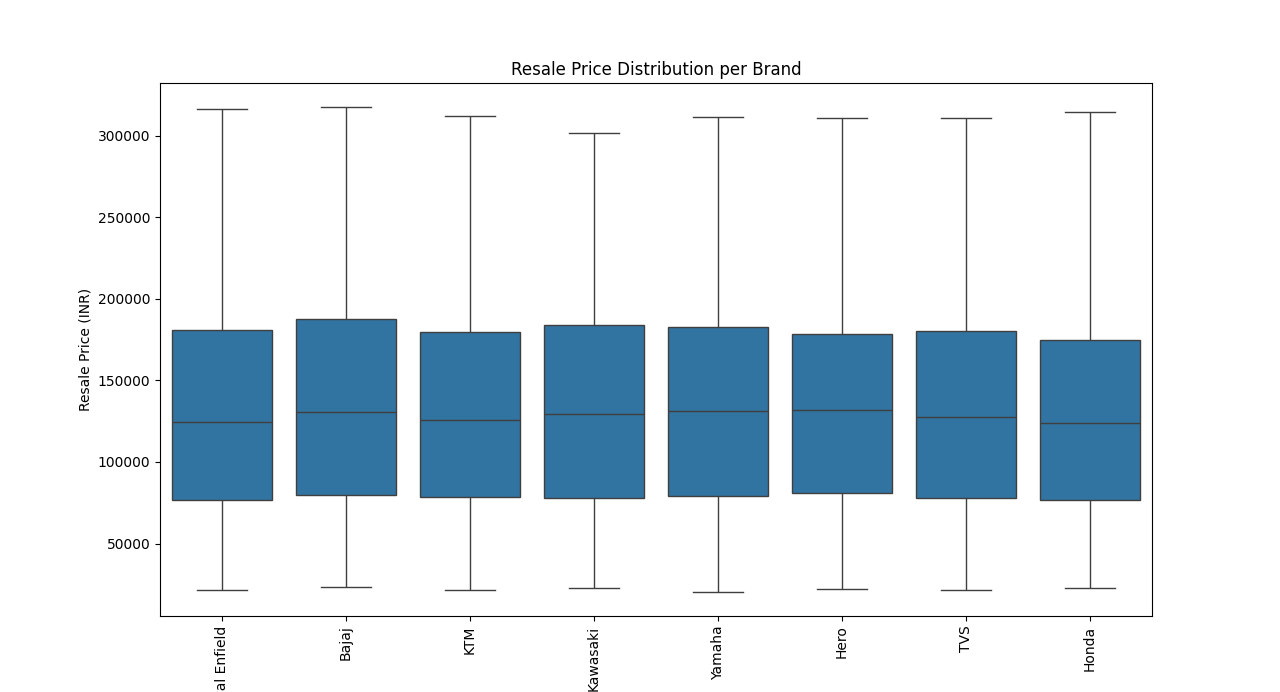 Resale Price Distribution per Brand
Resale Price (INR)
300000
250000
200000
150000
100000
50000
al Enfield
Bajaj
KTM
Kawasaki
Yamaha
Hero
TVS
Honda